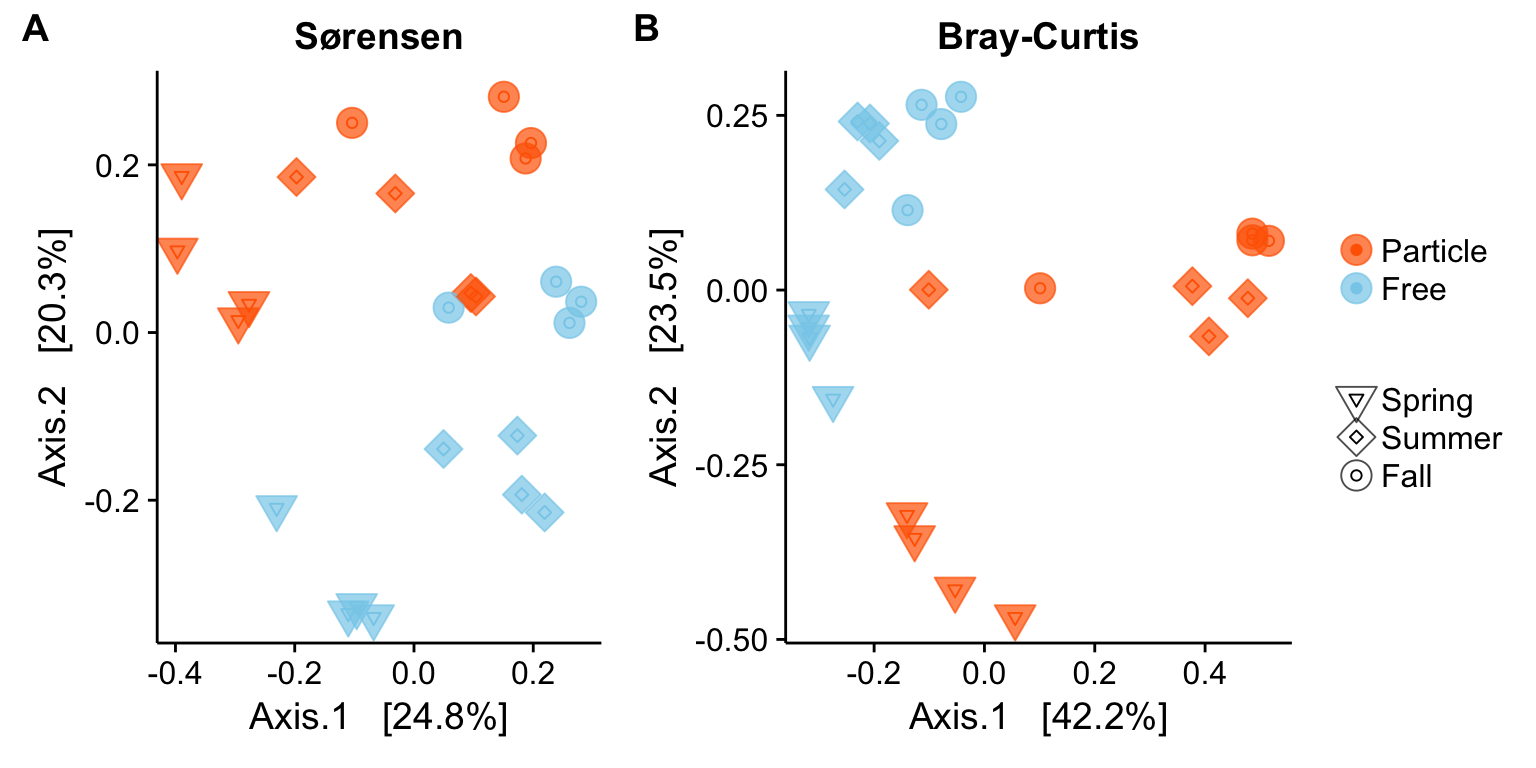 A
Sørensen
0.2
0.0
-0.2
Axis.2 [20.3%]
-0.4
-0.2
0.0
0.2
Axis.1 [24.8%]
B
Bray-Curtis
0.25
0.00
-0.25
-0.50
Axis.2 [23.5%]
-0.2
0.0
0.2
0.4
Axis.1 [42.2%]
Particle
Free
Spring
Summer
Fall